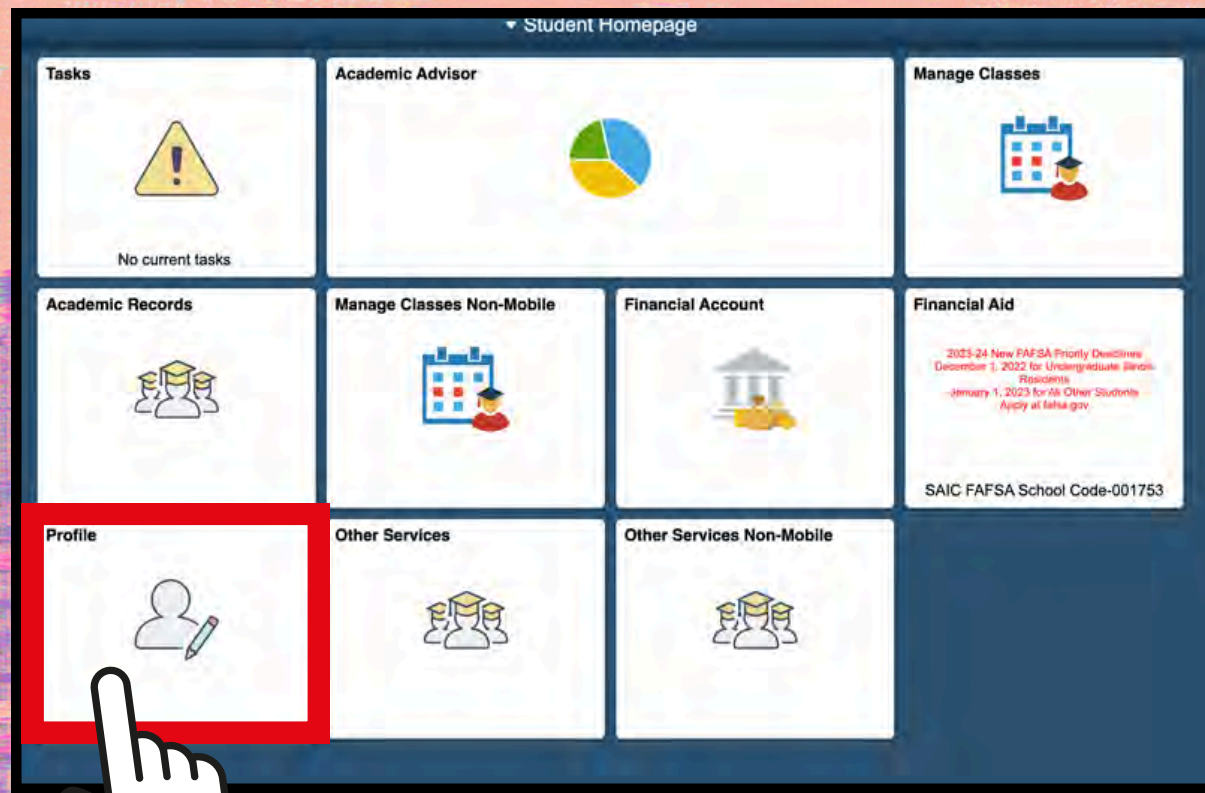 Student Homepage
Tasks
Academic Advisor
Manage Classes
No current tasks
Academic Records
Manage Classes Non-Mobile
Financial Account
Financial Aid
2023-24 New FAFSA Priority Deadlines
December 1, 2022 for Undergraduate Illinois
Residents
January 1, 2023 for All Other Students
Apply at fafsa.gov
SAIC FAFSA School Code-001753
Profile
Other Services
Other Services Non-Mobile